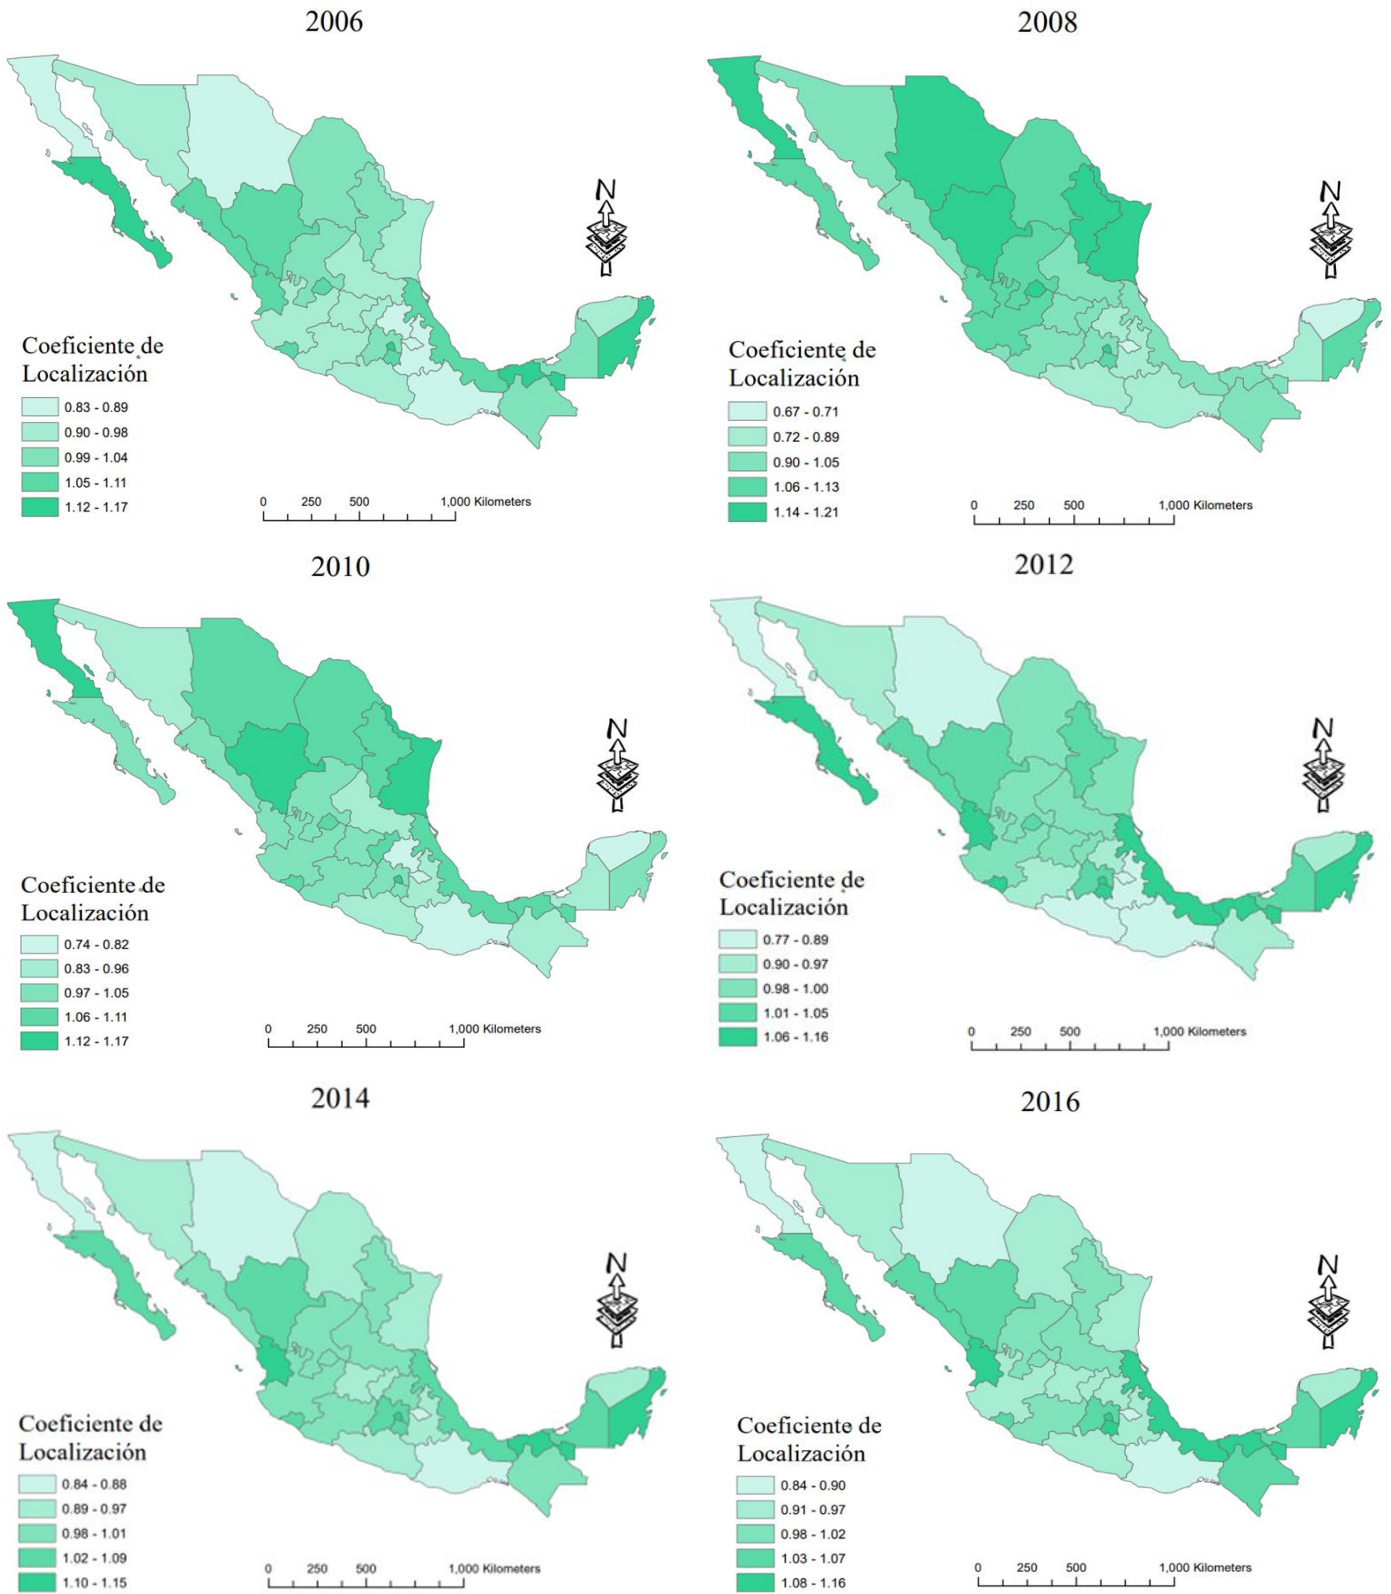 2006
N
Coeficiente de
Localización
0.83 - 0.89
0.90 - 0.98
0.99 - 1.04
1.05 - 1.11
1.12 - 1.17
0 250 500 1,000 Kilometers
2008
N
Coeficiente de
Localización
0.67 - 0.71
0.72 - 0.89
0.90 - 1.05
1.06 - 1.13
1.14 - 1.21
0 250 500 1,000 Kilometers
2010
N
Coeficiente de
Localización
0.74 - 0.82
0.83 - 0.96
0.97 - 1.05
1.06 - 1.11
1.12 - 1.17
0 250 500 1,000 Kilometers
2012
N
Coeficiente de
Localización
0.77 - 0.89
0.90 - 0.97
0.98 - 1.00
1.01 - 1.05
1.06 - 1.16
0 250 500 1,000 Kilometers
2014
N
Coeficiente de
Localización
0.84 - 0.88
0.89 - 0.97
0.98 - 1.01
1.02 - 1.09
1.10 - 1.15
0 250 500 1,000 Kilometers
2016
N
Coeficiente de
Localización
0.84 - 0.90
0.91 - 0.97
0.98 - 1.02
1.03 - 1.07
1.08 - 1.16
0 250 500 1,000 Kilometers